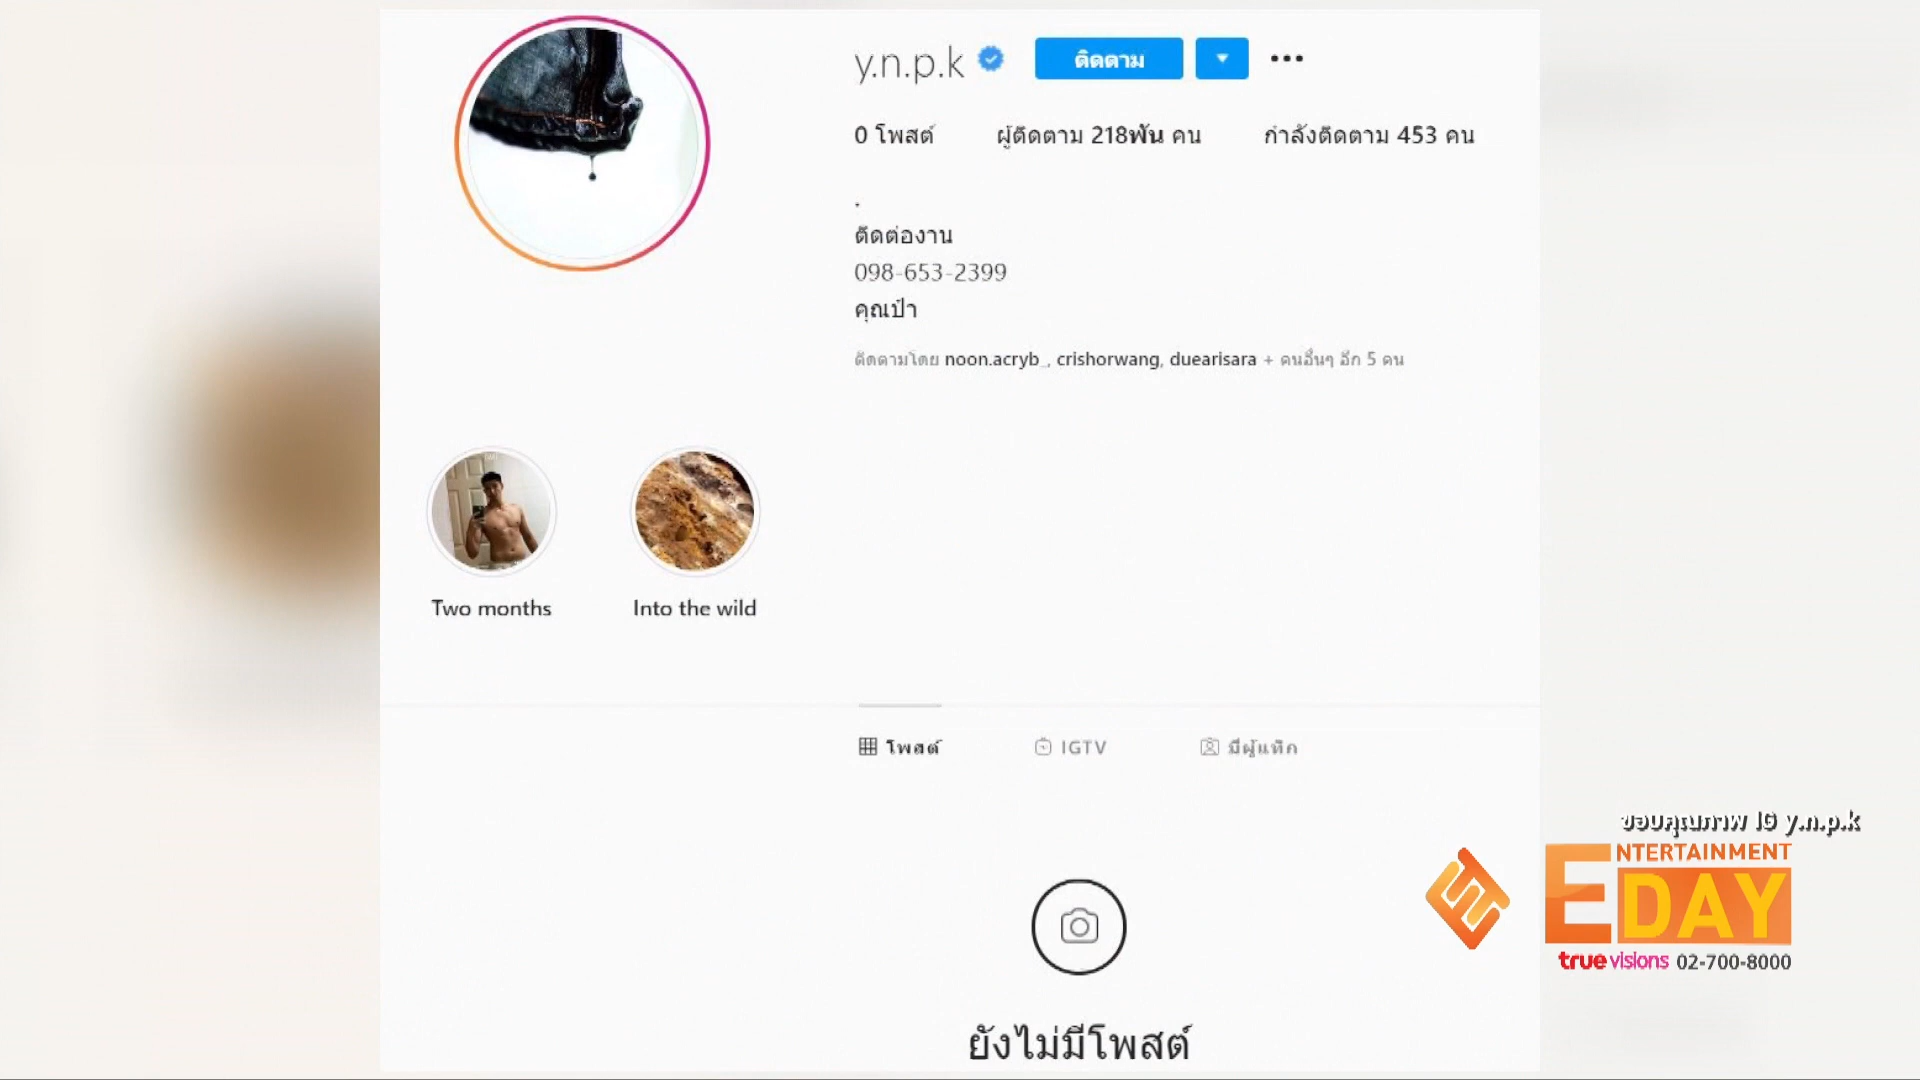 y.n.p.k
ติดตาม
0 โพสต์ ผู้ติดตาม 218พัน คน กำลังติดตาม 453 คน
.
ติดต่องาน
098-653-2399
คุณป๋า
ติดตามโดย noon.acryb_, crishorwang, duearisara + คนอื่นๆ อีก 5 คน
Two months
Into the wild
โพสต์
IGTV
มีผู้แท็ก
ยังไม่มีโพสต์
ขอบคุณภาพ IG y.n.p.k
ENTERTAINMENT
DAY
true visions 02-700-8000